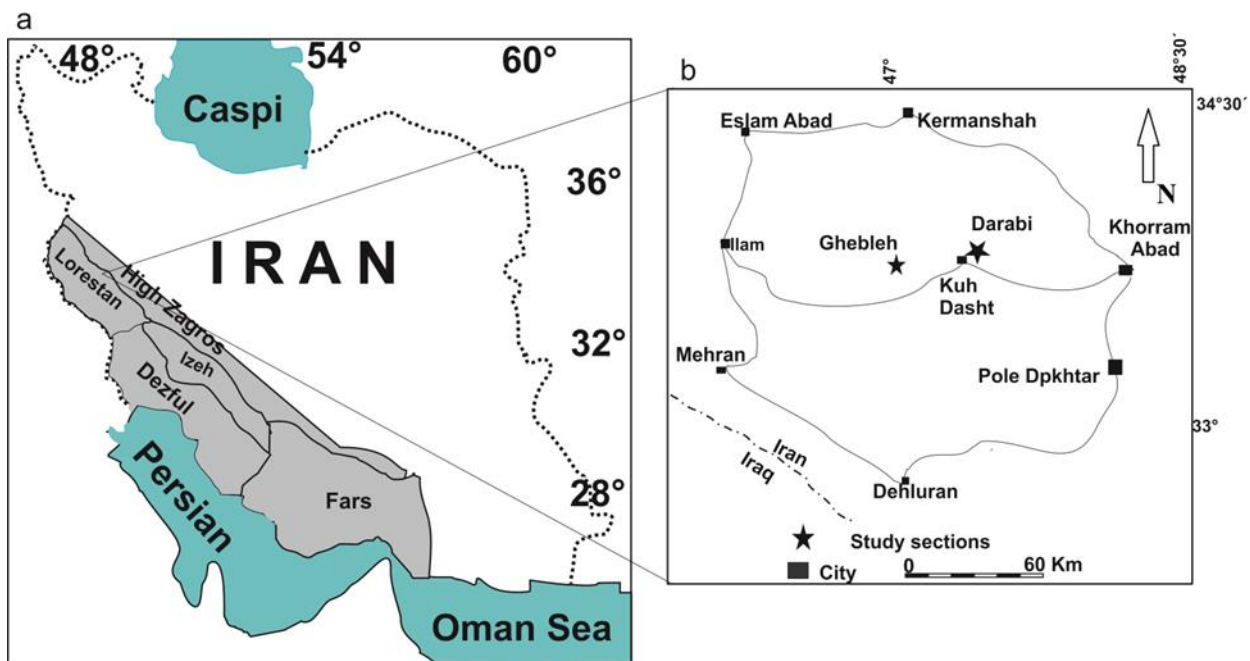 a
48°
54°
60°
Caspi
36°
IRAN
Lorestan
High Zagros
Izeh
32°
Dezful
Persian
Fars
28°
Oman Sea
b
47°
48°30´
34°30´
Eslam Abad
Kermanshah
N
Ilam
Ghebleh
Darabi
Khorram
Abad
Kuh
Dasht
Mehran
Pole Dpkhtar
33°
Iran
Iraq
Dehluran
Study sections
City
0
60 Km